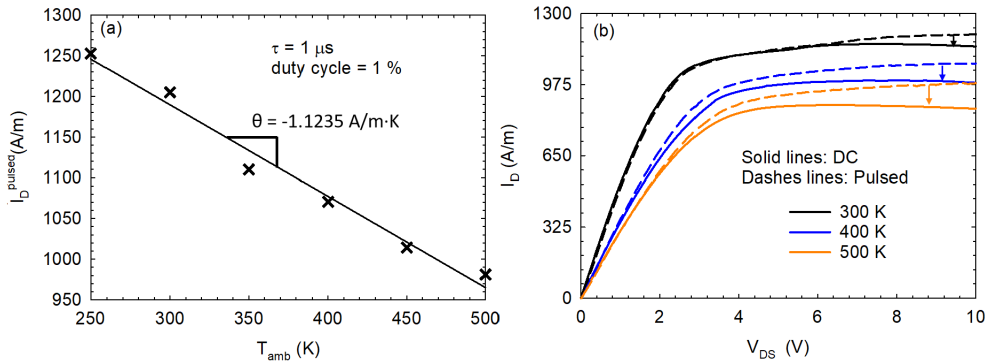 (a)
τ = 1 μs
duty cycle = 1 %
θ = -1.1235 A/m·K
I_D^pulsed (A/m)
1300
1250
1200
1150
1100
1050
1000
950
250 300 350 400 450 500
T_amb (K)
(b)
I_D (A/m)
1300
975
650
325
0
Solid lines: DC
Dashes lines: Pulsed
300 K
400 K
500 K
0 2 4 6 8 10
V_DS (V)